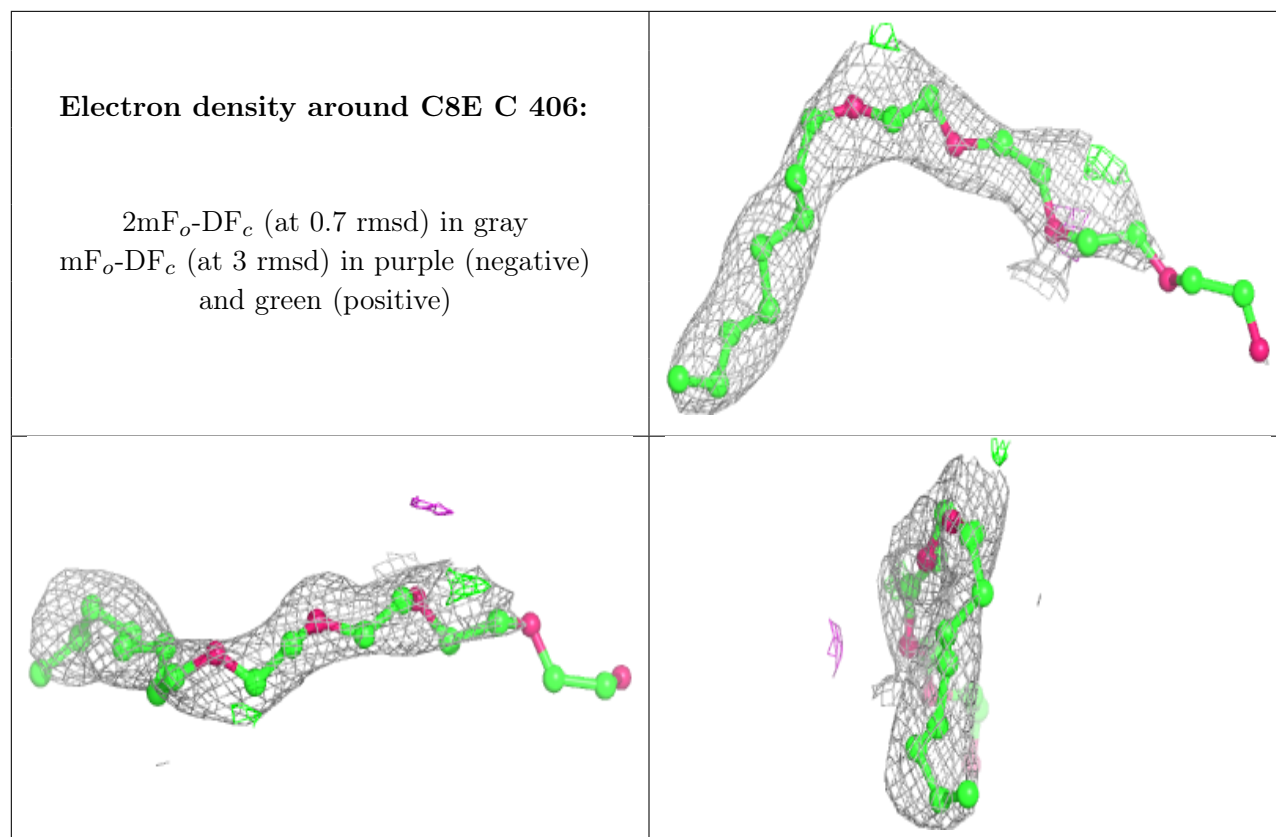 Electron density around C8E C 406:
2mFo-DFc (at 0.7 rmsd) in gray
mFo-DFc (at 3 rmsd) in purple (negative)
and green (positive)